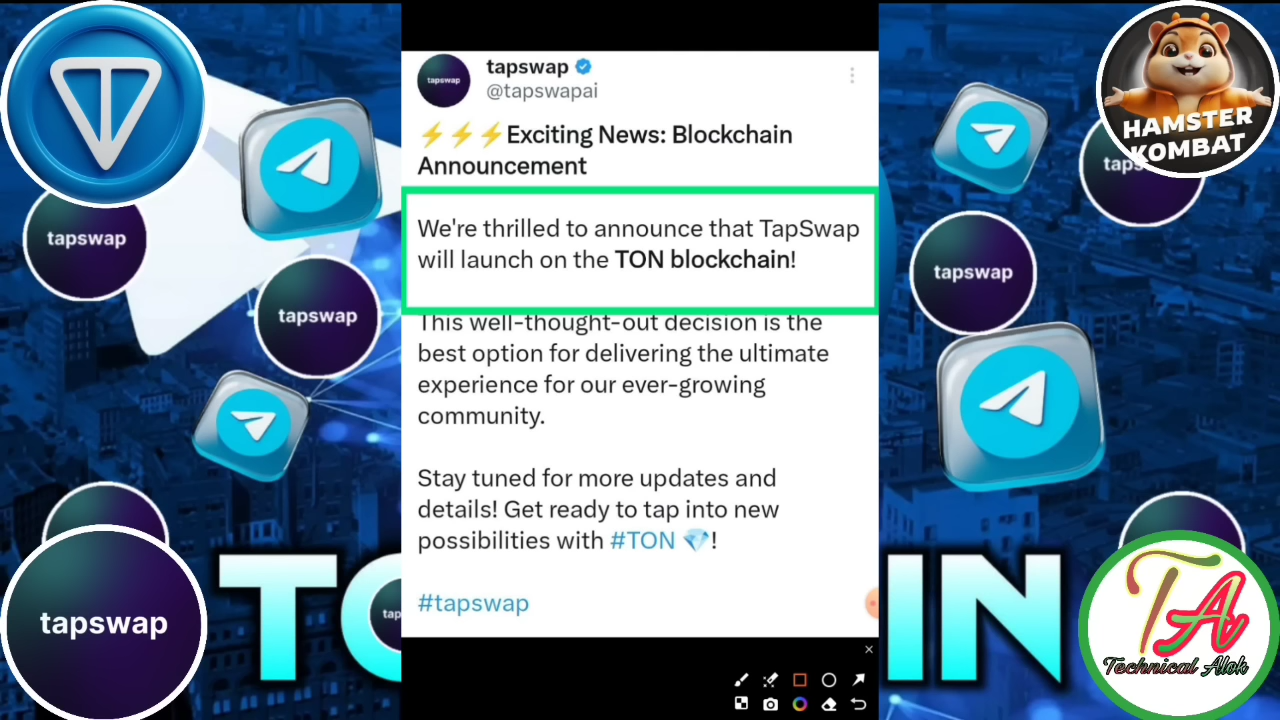 tapswap
tapswap
@tapswapai
⚡⚡⚡Exciting News: Blockchain
Announcement
We're thrilled to announce that TapSwap
will launch on the TON blockchain!
This well-thought-out decision is the
best option for delivering the ultimate
experience for our ever-growing
community.
Stay tuned for more updates and
details! Get ready to tap into new
possibilities with #TON 💎!
#tapswap
HAMSTER
KOMBAT
tapswap
tapswap
tapswap
tapswap
TA
Technical Alok
IN